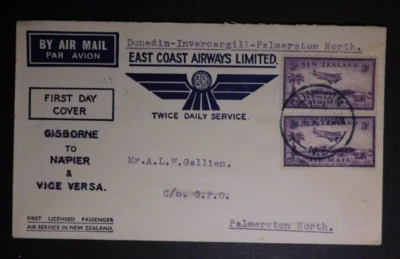 BY AIR MAIL
PAR AVION
Dunedin-Invercargill-Palmerston North.
EAST COAST AIRWAYS LIMITED.
TWICE DAILY SERVICE.
FIRST DAY
COVER
GISBORNE
TO
NAPIER
&
VICE VERSA.
FIRST LICENSED PASSENGER
AIR SERVICE IN NEW ZEALAND.
Mr.A.L.W.Gallien.
C/o. G.P.O.
Palmerston North.
NEW ZEALAND
AIR MAIL